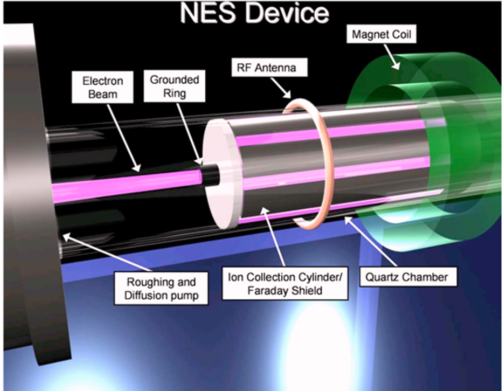 NES Device
Magnet Coil
RF Antenna
Electron
Beam
Grounded
Ring
Roughing and
Diffusion pump
Ion Collection Cylinder/
Faraday Shield
Quartz Chamber